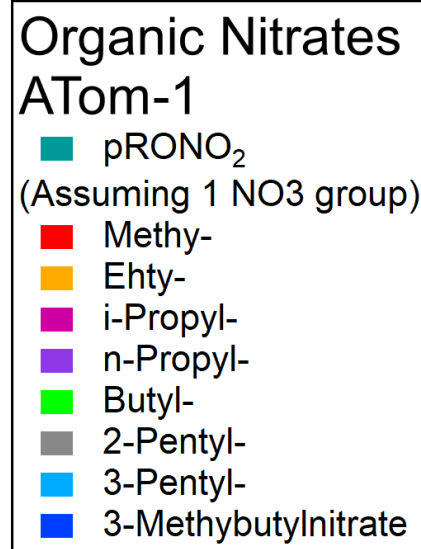 Organic Nitrates
ATom-1
pRONO₂
(Assuming 1 NO3 group)
Methy-
Ehty-
i-Propyl-
n-Propyl-
Butyl-
2-Pentyl-
3-Pentyl-
3-Methybutylnitrate